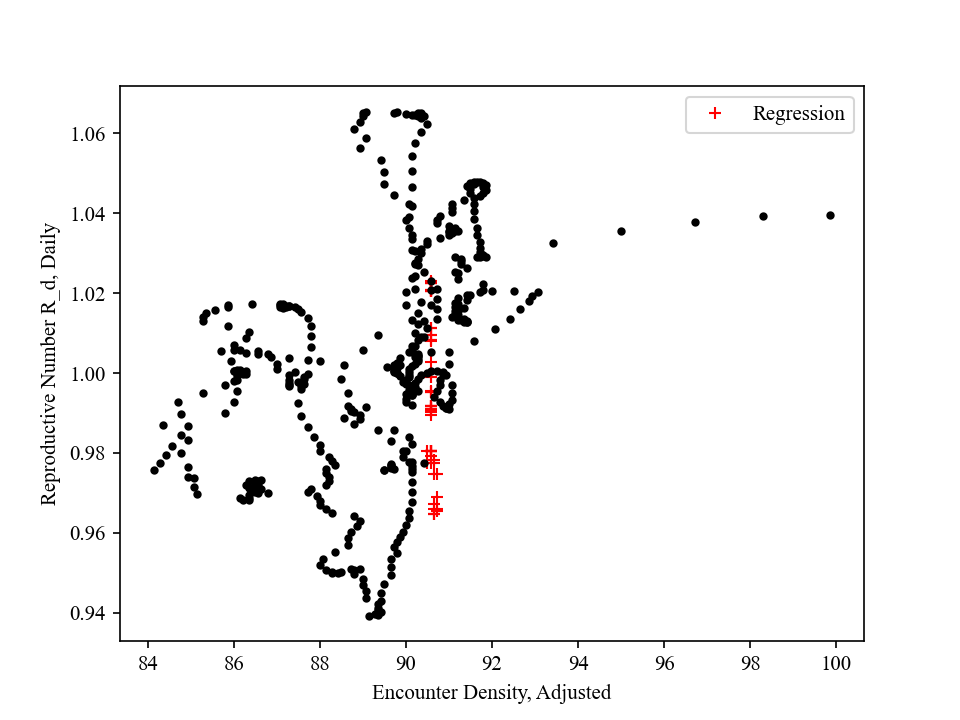 Regression
1.06
1.04
1.02
1.00
0.98
0.96
0.94
Reproductive Number R_d, Daily
84 86 88 90 92 94 96 98 100
Encounter Density, Adjusted